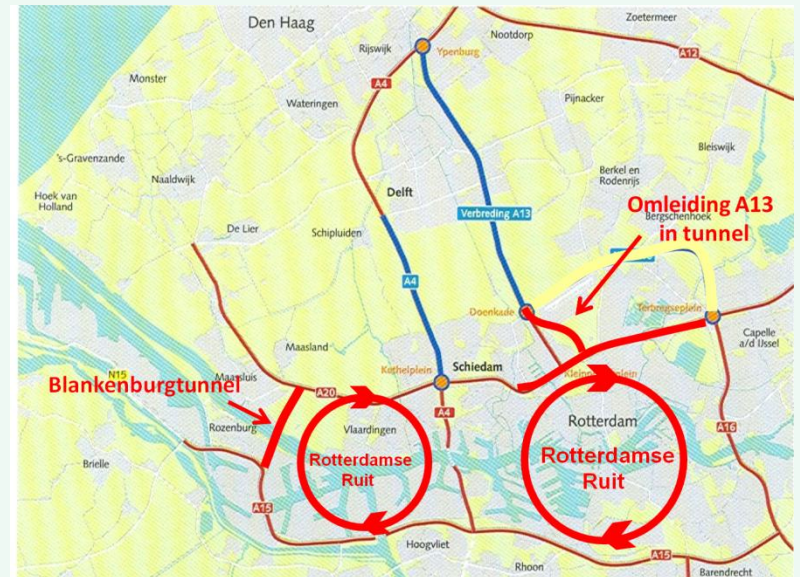 Den Haag
Zoetermeer
Nootdorp
Rijswijk
Ypenburg
A12
A4
Monster
Wateringen
Pijnacker
Bleiswijk
's-Gravenzande
Naaldwijk
Delft
Berkel en
Rodenrijs
Hoek van
Holland
Verbreding A13
Omleiding A13
in tunnel
Bergschenhoek
De Lier
Schipluiden
A4
Doenkade
Terbregseplein
Capelle
a/d IJssel
Maasland
Kethelplein
Schiedam
N15
Maassluis
Blankenburgtunnel
A20
A4
Rozenburg
Vlaardingen
Rotterdam
A16
Rotterdamse
Ruit
Rotterdamse
Ruit
Brielle
A15
Hoogvliet
A15
Rhoon
Barendrecht